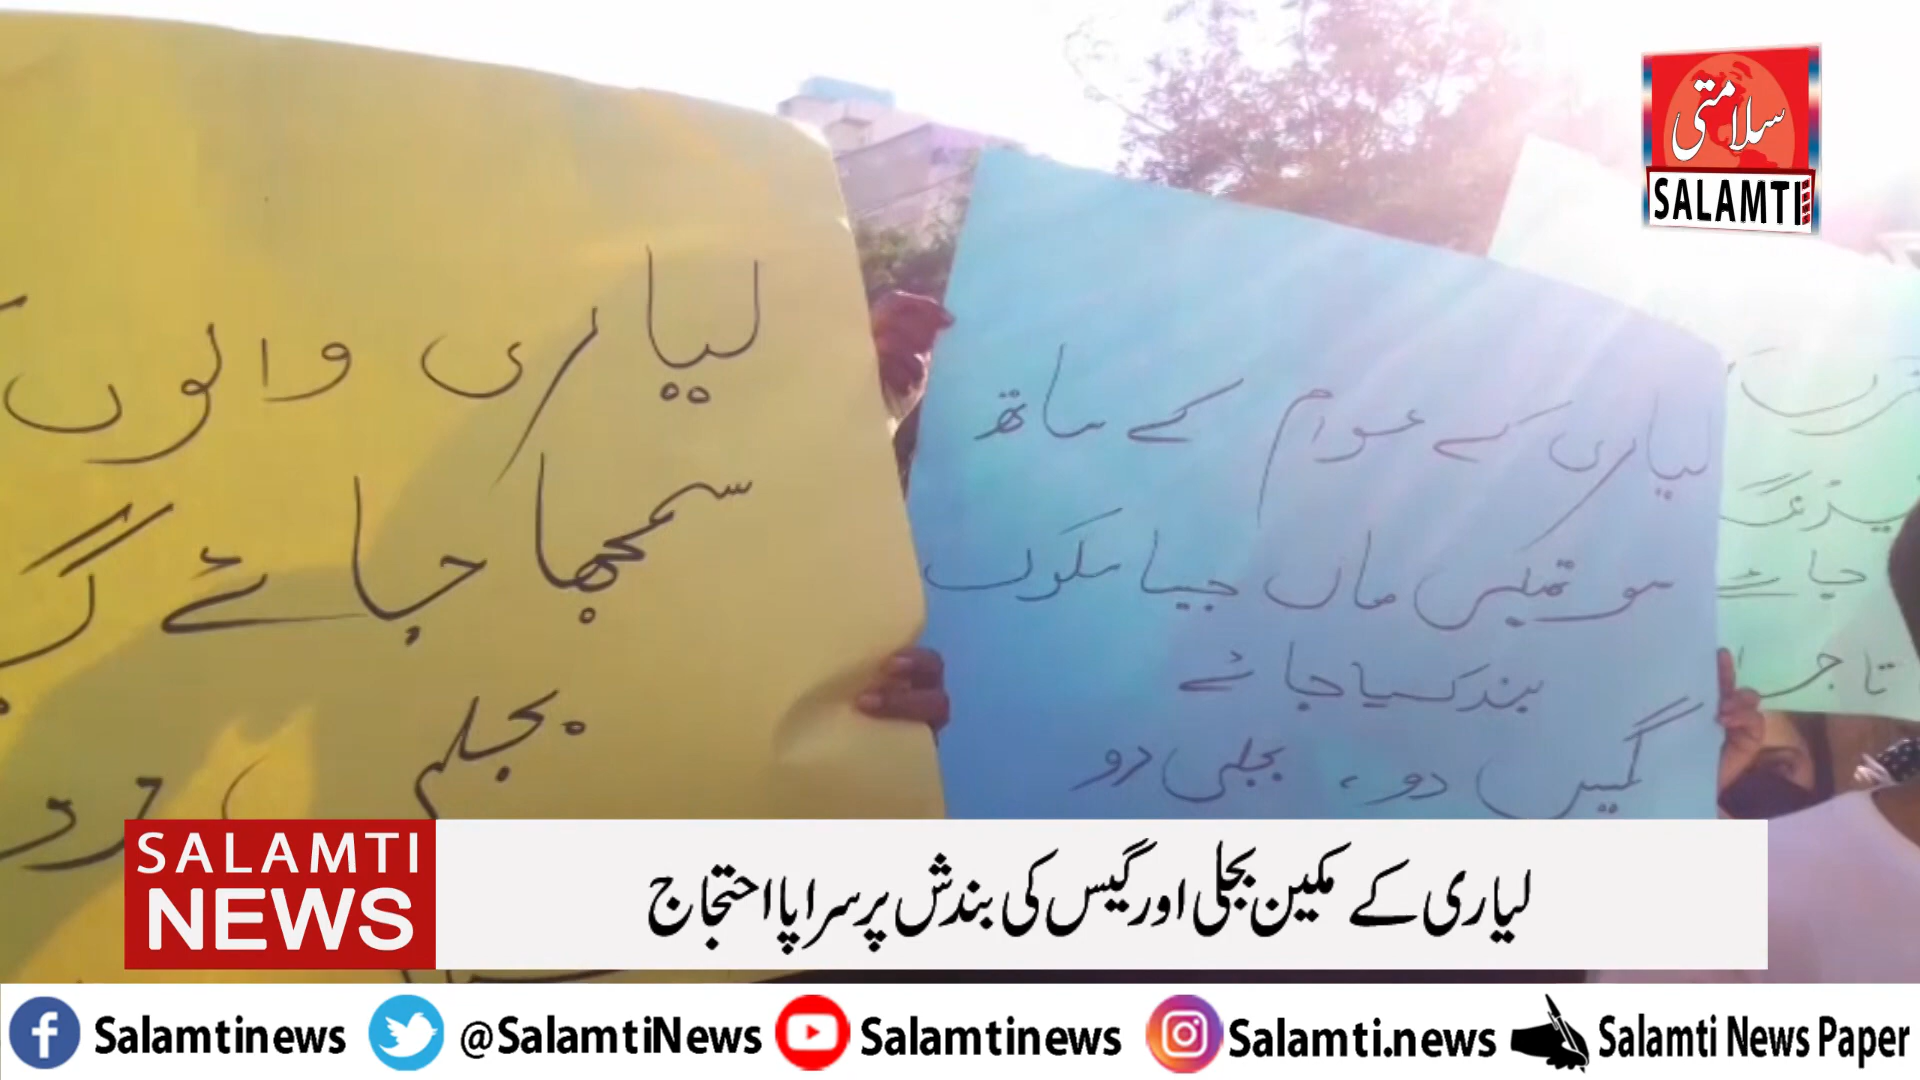 سلامتی
SALAMTI
لیاری والوں
سمجھا جائے
بجلی دو
لیاری کے عوام کے ساتھ
سوتیلی ماں جیسا سلوک
بند کیا جائے
گیس دو ، بجلی دو
جائے
SALAMTI
NEWS
لیاری کے مکین بجلی اور گیس کی بندش پر سراپا احتجاج
Salamtinews @SalamtiNews Salamtinews Salamti.news Salamti News Paper